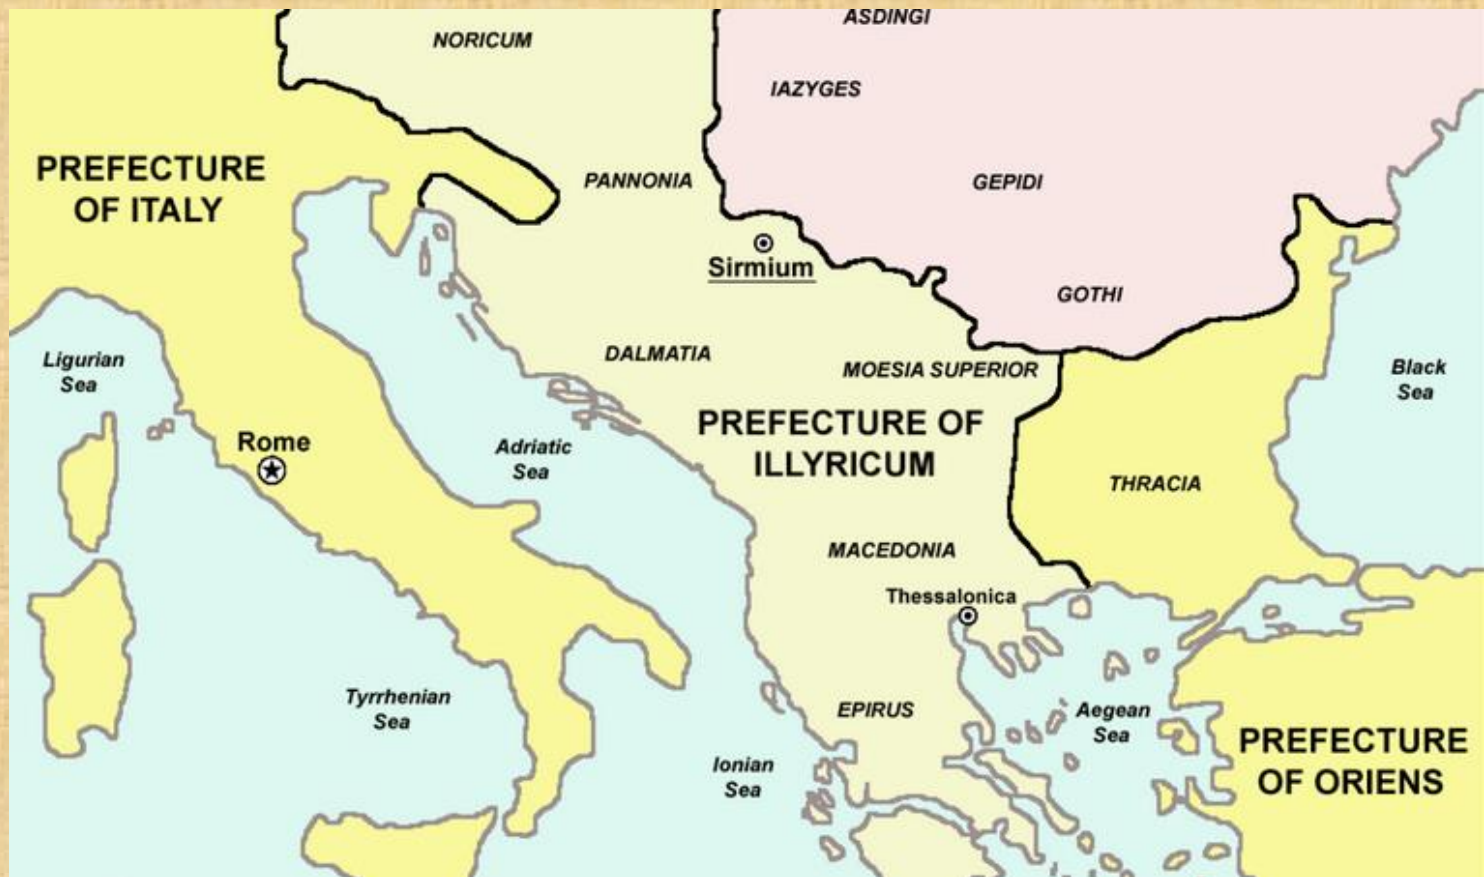 ASDINGI
NORICUM
IAZYGES
PREFECTURE
OF ITALY
PANNONIA
GEPIDI
Sirmium
GOTHI
Ligurian
Sea
DALMATIA
MOESIA SUPERIOR
Black
Sea
PREFECTURE OF
ILLYRICUM
Rome
Adriatic
Sea
THRACIA
MACEDONIA
Thessalonica
Tyrrhenian
Sea
EPIRUS
Aegean
Sea
Ionian
Sea
PREFECTURE
OF ORIENS